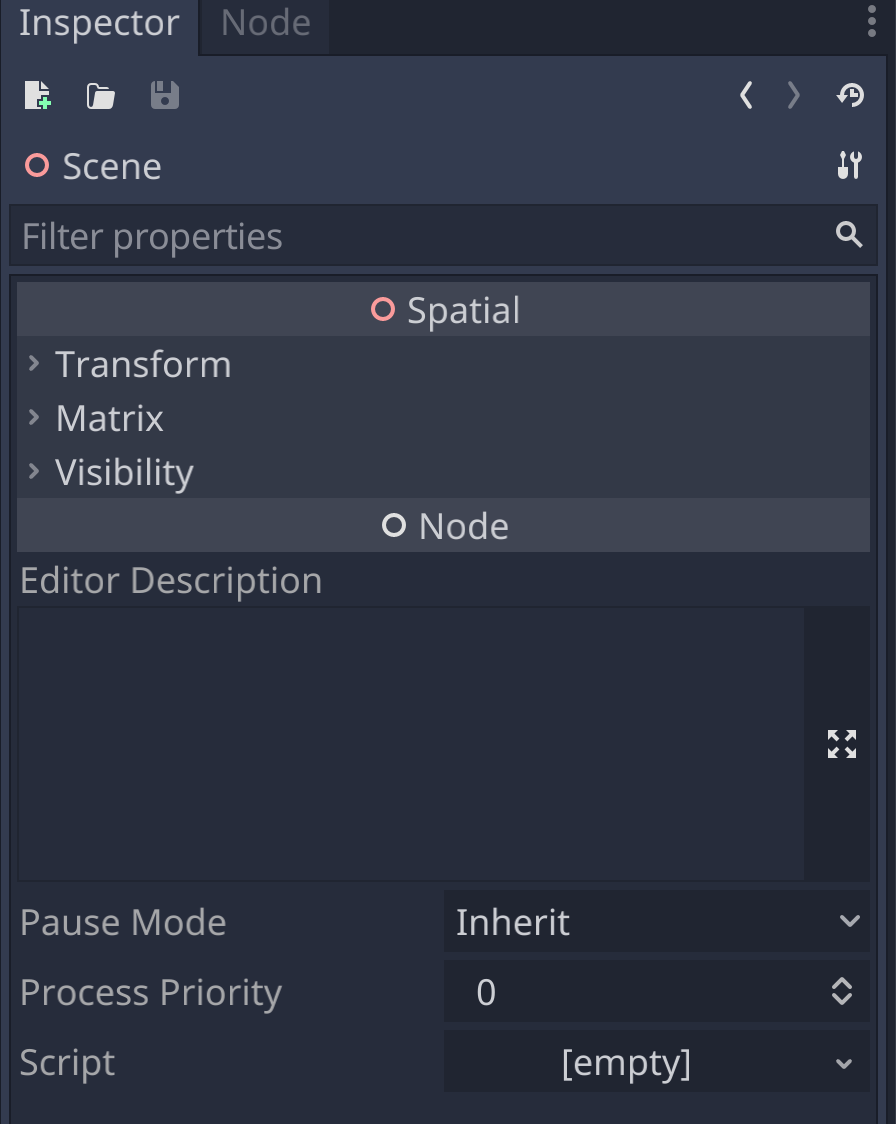 Inspector Node
Scene
Filter properties
Spatial
Transform
Matrix
Visibility
Node
Editor Description
Pause Mode Inherit
Process Priority 0
Script [empty]